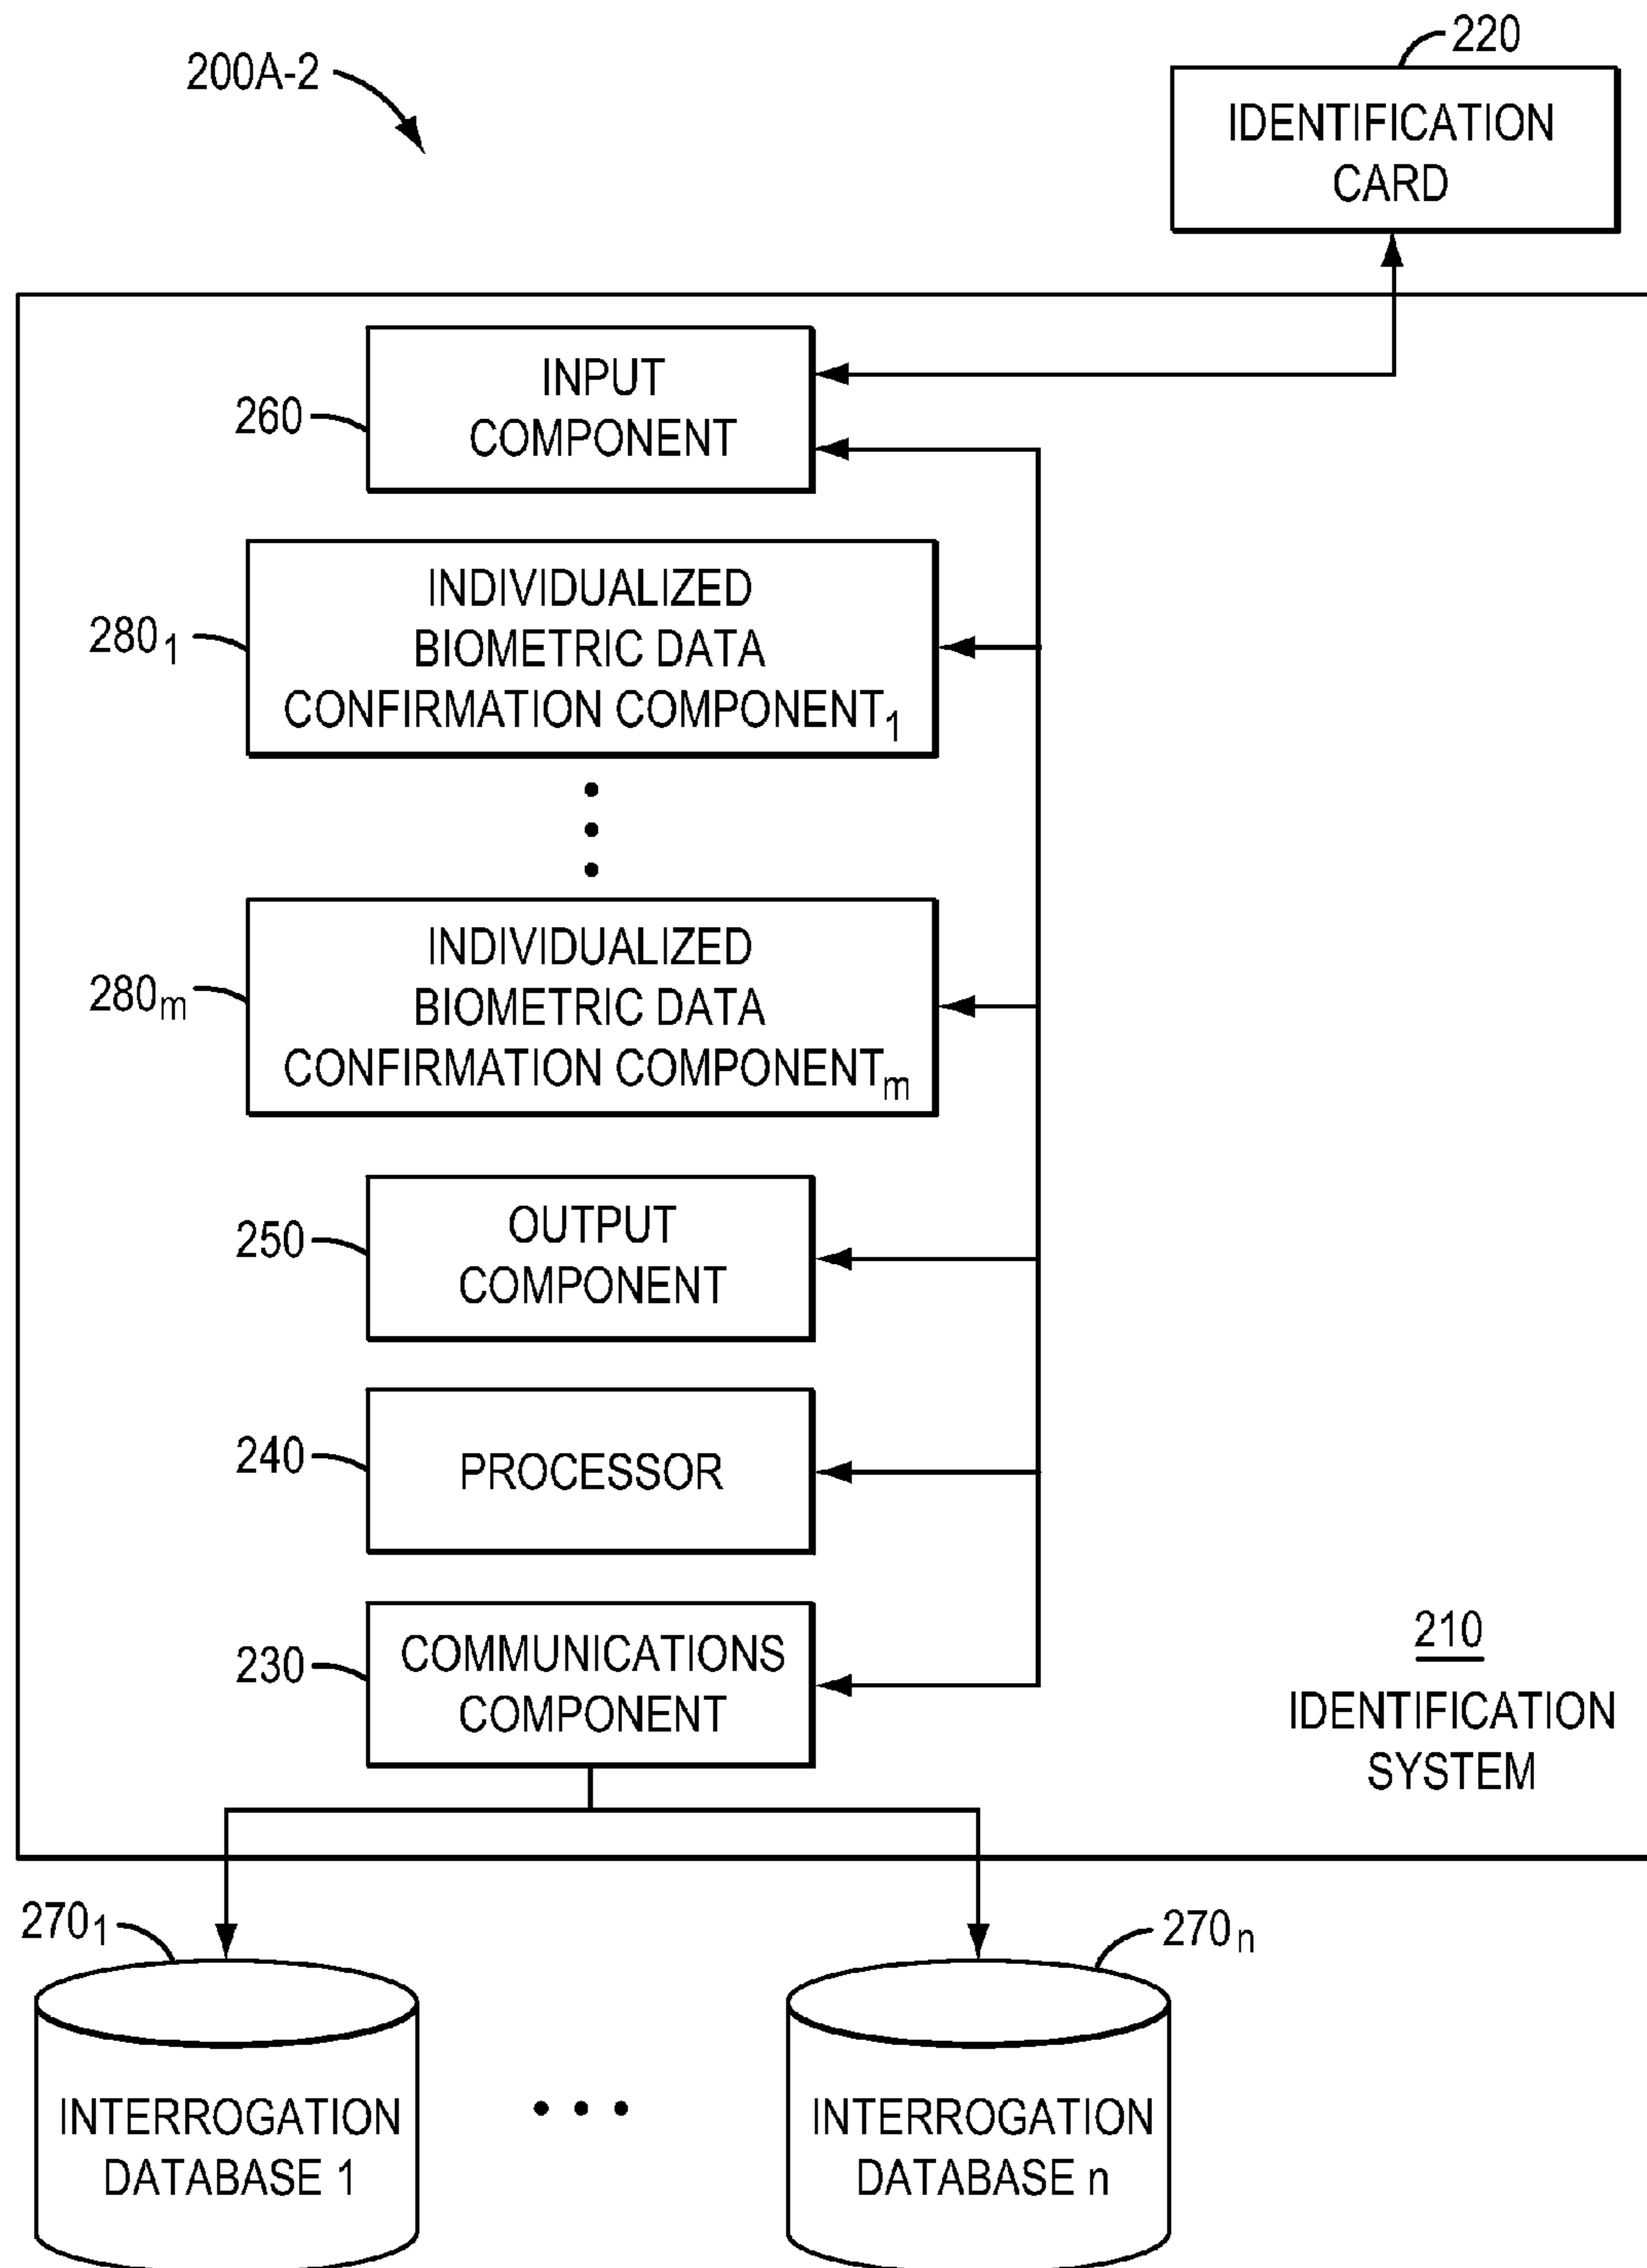 200A-2
220
IDENTIFICATION
CARD
INPUT
COMPONENT
260
INDIVIDUALIZED
BIOMETRIC DATA
CONFIRMATION COMPONENT₁
280₁
INDIVIDUALIZED
BIOMETRIC DATA
CONFIRMATION COMPONENTₘ
280ₘ
OUTPUT
COMPONENT
250
PROCESSOR
240
COMMUNICATIONS
COMPONENT
230
210
IDENTIFICATION
SYSTEM
270₁
INTERROGATION
DATABASE 1
270ₙ
INTERROGATION
DATABASE n